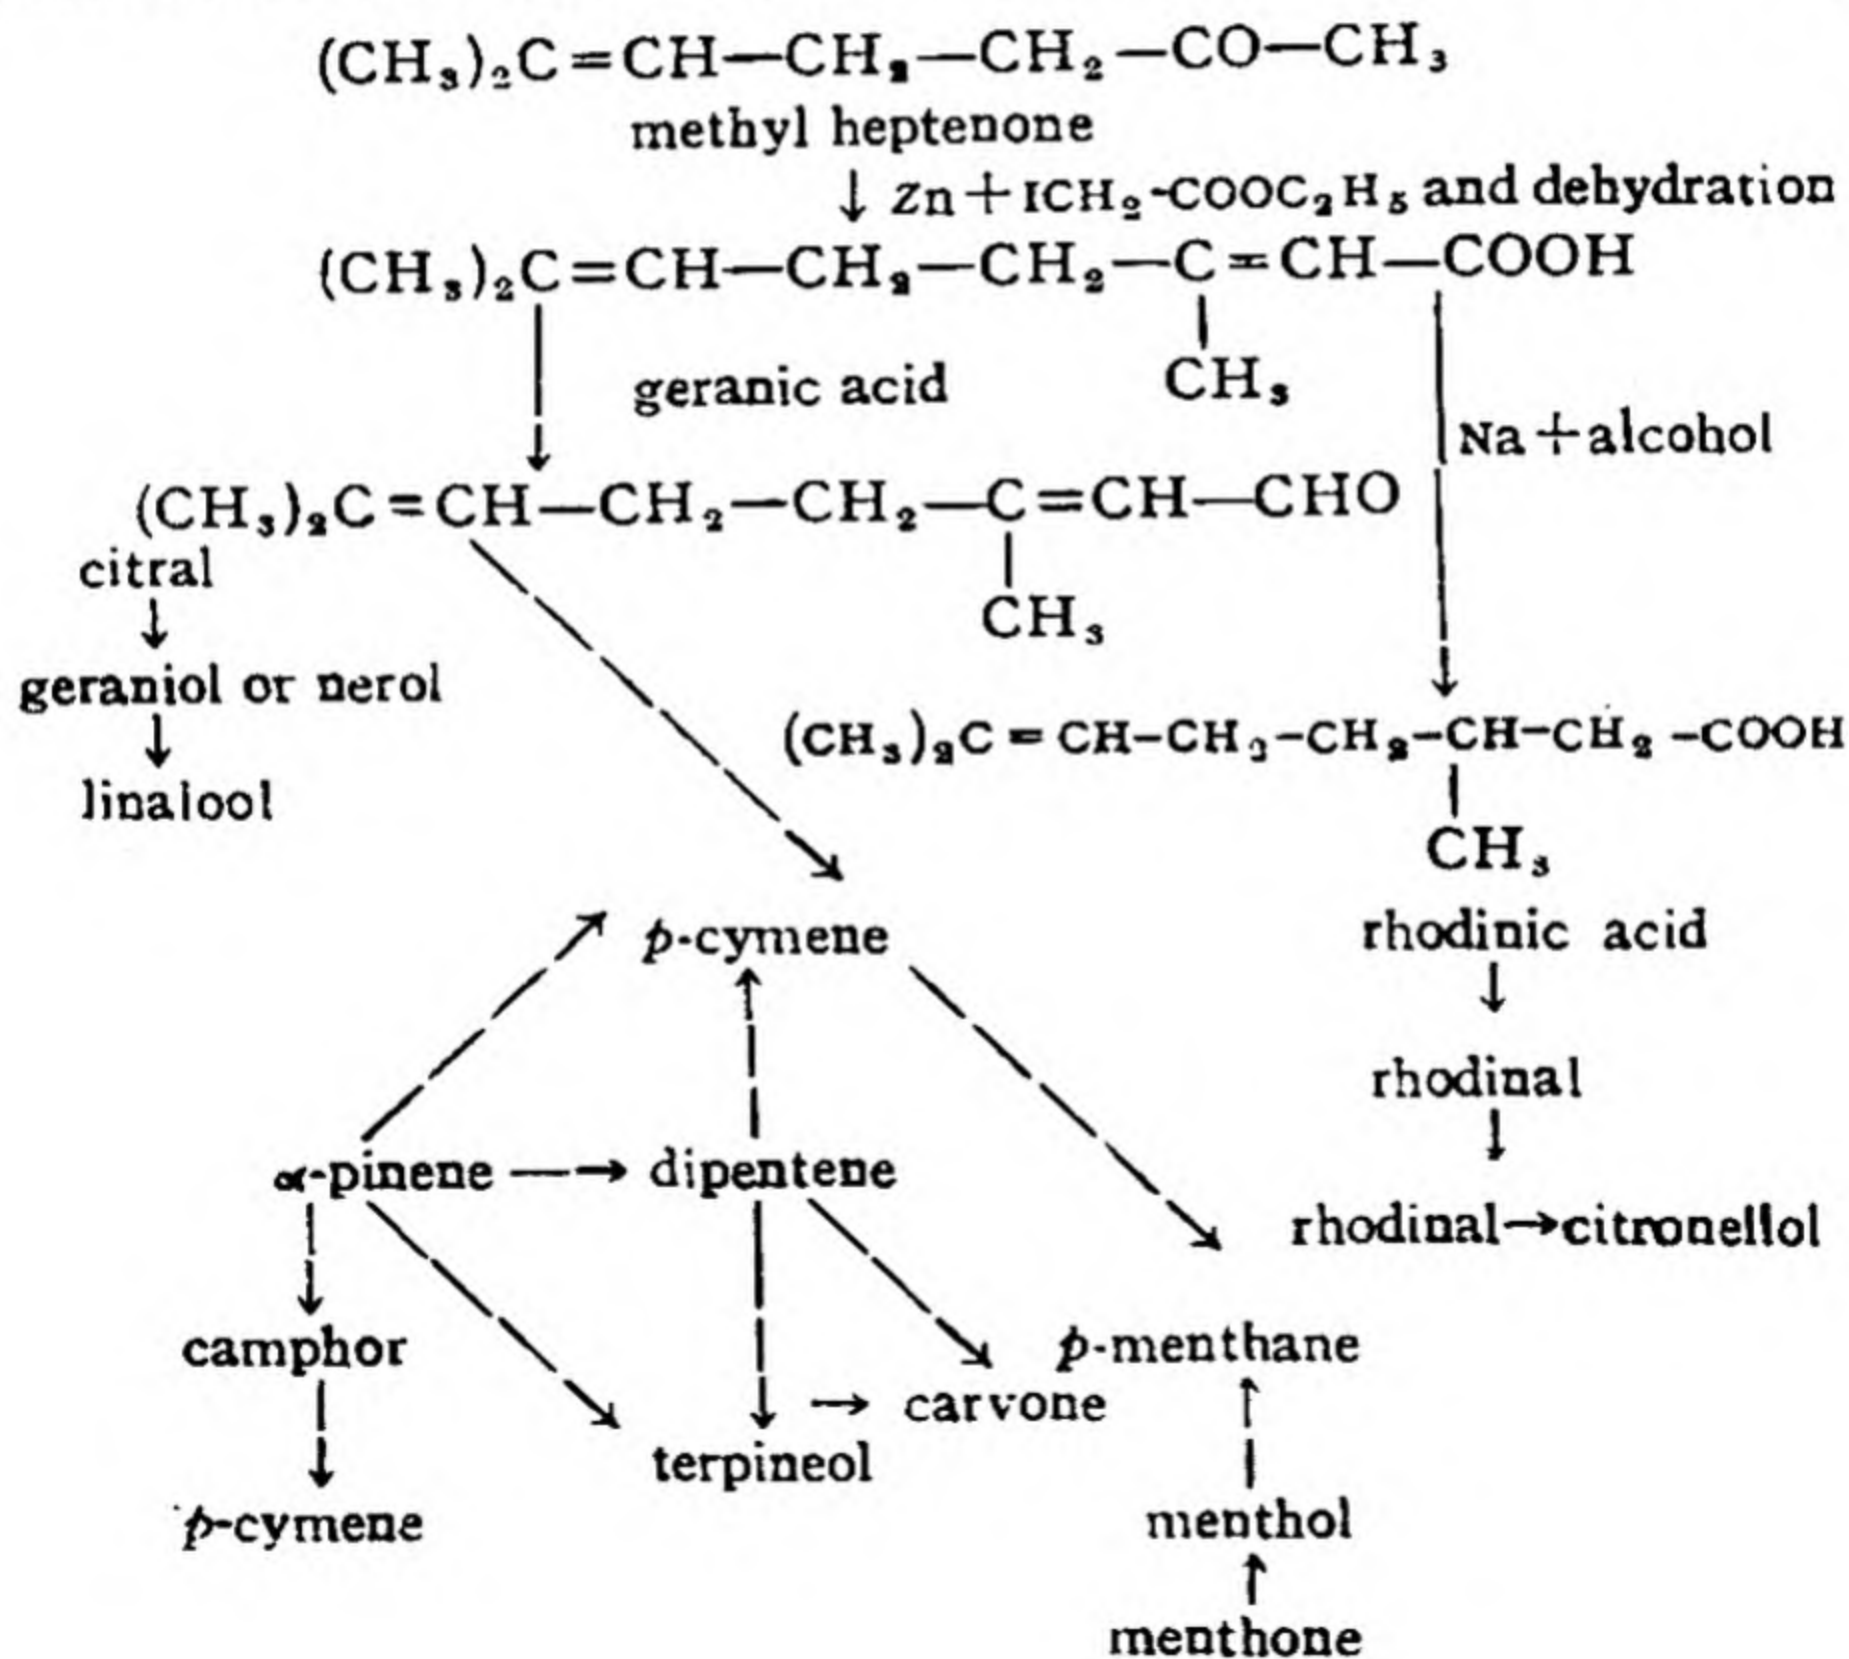 (CH₃)₂C=CH—CH₂—CH₂—CO—CH₃
methyl heptenone
↓ Zn+ICH₂-COOC₂H₅ and dehydration
(CH₃)₂C=CH—CH₂—CH₂—C=CH—COOH
CH₃
geranic acid
Na+alcohol
(CH₃)₂C=CH—CH₂—CH₂—C=CH—CHO
citral
CH₃
↓
geraniol or nerol
↓
linalool
(CH₃)₂C=CH-CH₂-CH₂-CH-CH₂-COOH
CH₃
p-cymene
rhodinic acid
↓
rhodinal
↓
α-pinene → dipentene
rhodinal→citronellol
camphor
p-menthane
→ carvone
terpineol
p-cymene
menthol
↑
menthone